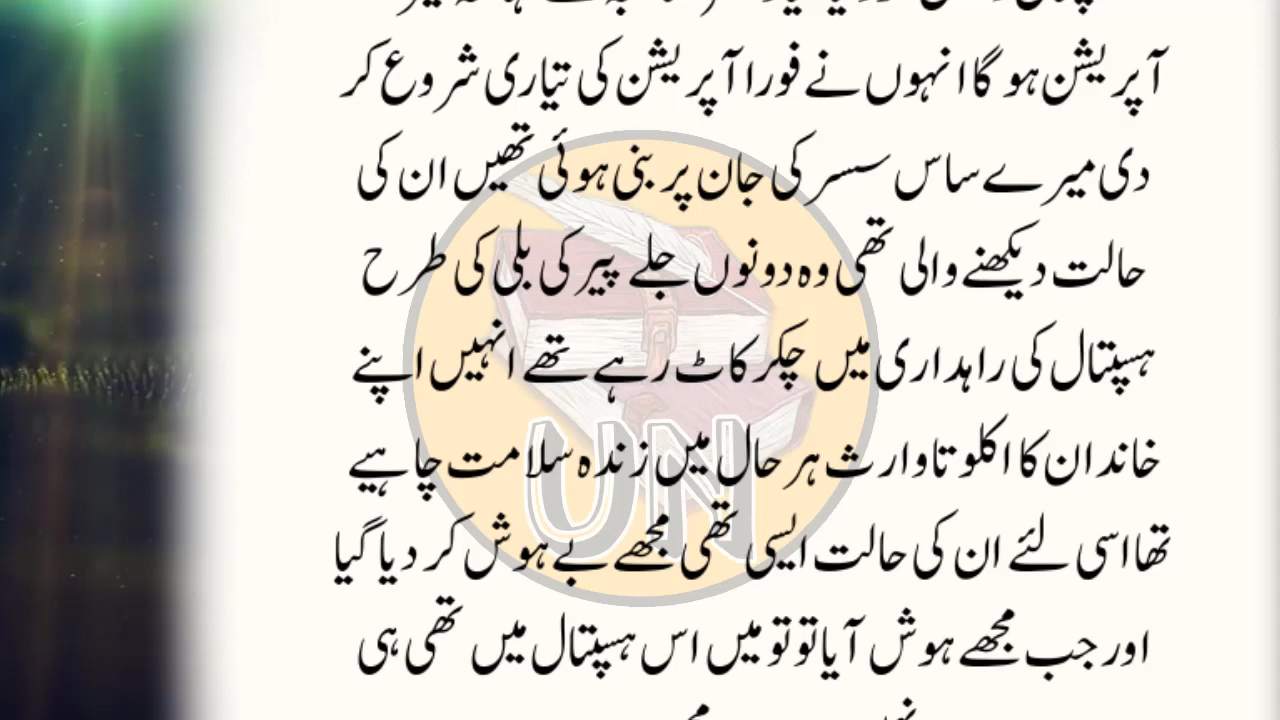 آپریشن ہو گا انہوں نے فورا آپریشن کی تیاری شروع کر
دی میرے ساس سسر کی جان پر بنی ہوئی تھیں ان کی
حالت دیکھنے والی تھی وہ دونوں جلے پیر کی بلی کی طرح
ہسپتال کی راہداری میں چکر کاٹ رہے تھے انہیں اپنے
خاندان کا اکلوتا وارث ہر حال میں زندہ سلامت چاہیے
تھا اسی لئے ان کی حالت ایسی تھی مجھے بے ہوش کر دیا گیا
اور جب مجھے ہوش آیا تو تو میں اس ہسپتال میں تھی ہی
UN